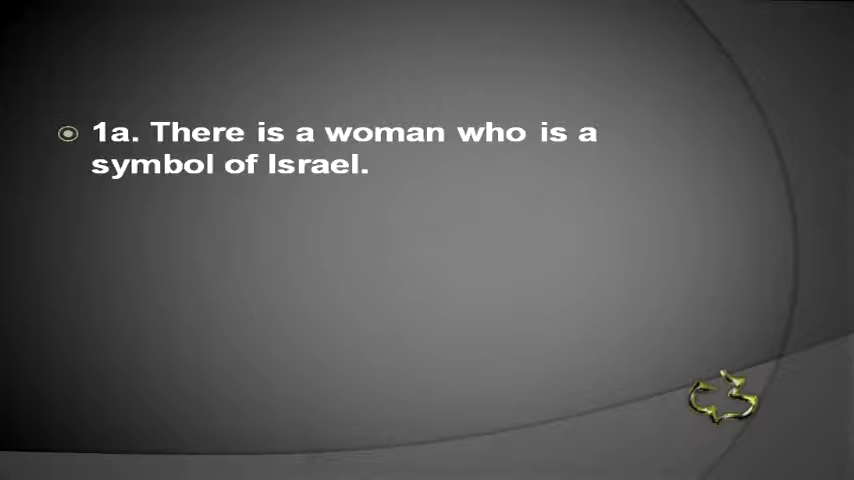 1a. There is a woman who is a
symbol of Israel.